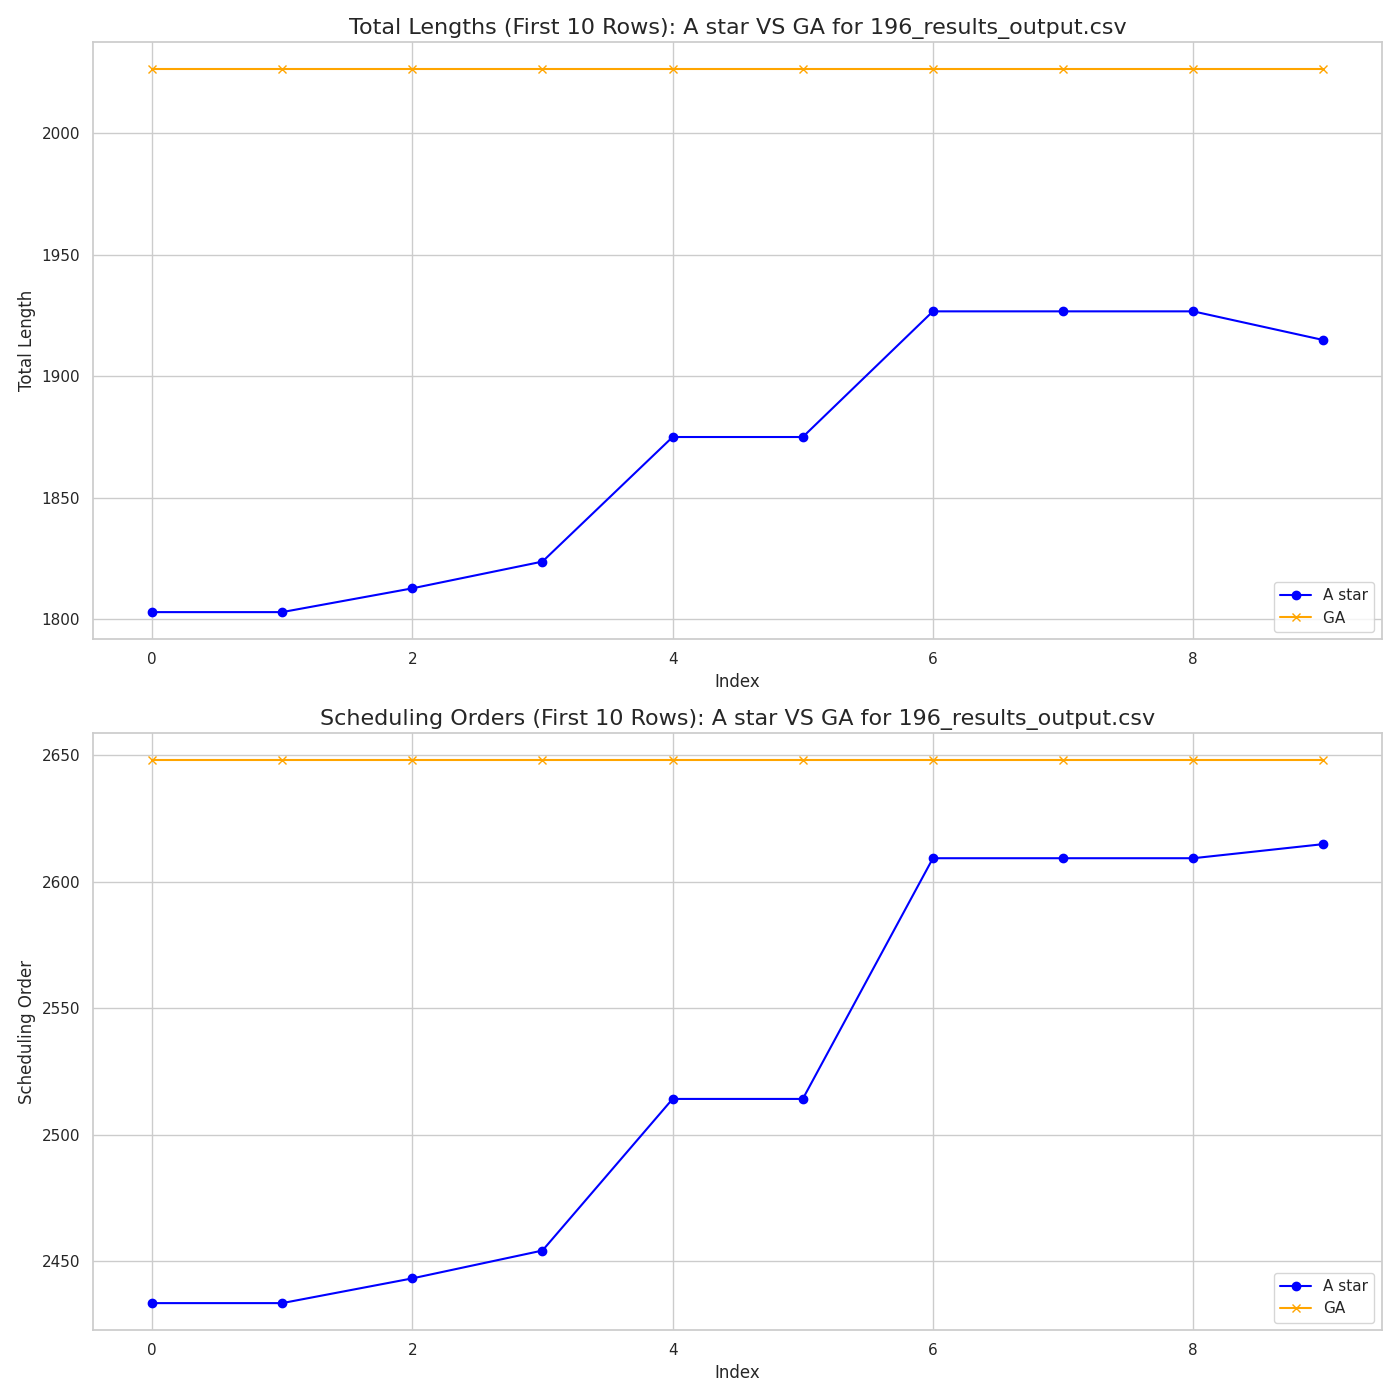 Total Lengths (First 10 Rows): A star VS GA for 196_results_output.csv
Total Length
2000
1950
1900
1850
1800
0 2 4 6 8
Index
A star
GA
Scheduling Orders (First 10 Rows): A star VS GA for 196_results_output.csv
Scheduling Order
2650
2600
2550
2500
2450
0 2 4 6 8
Index
A star
GA